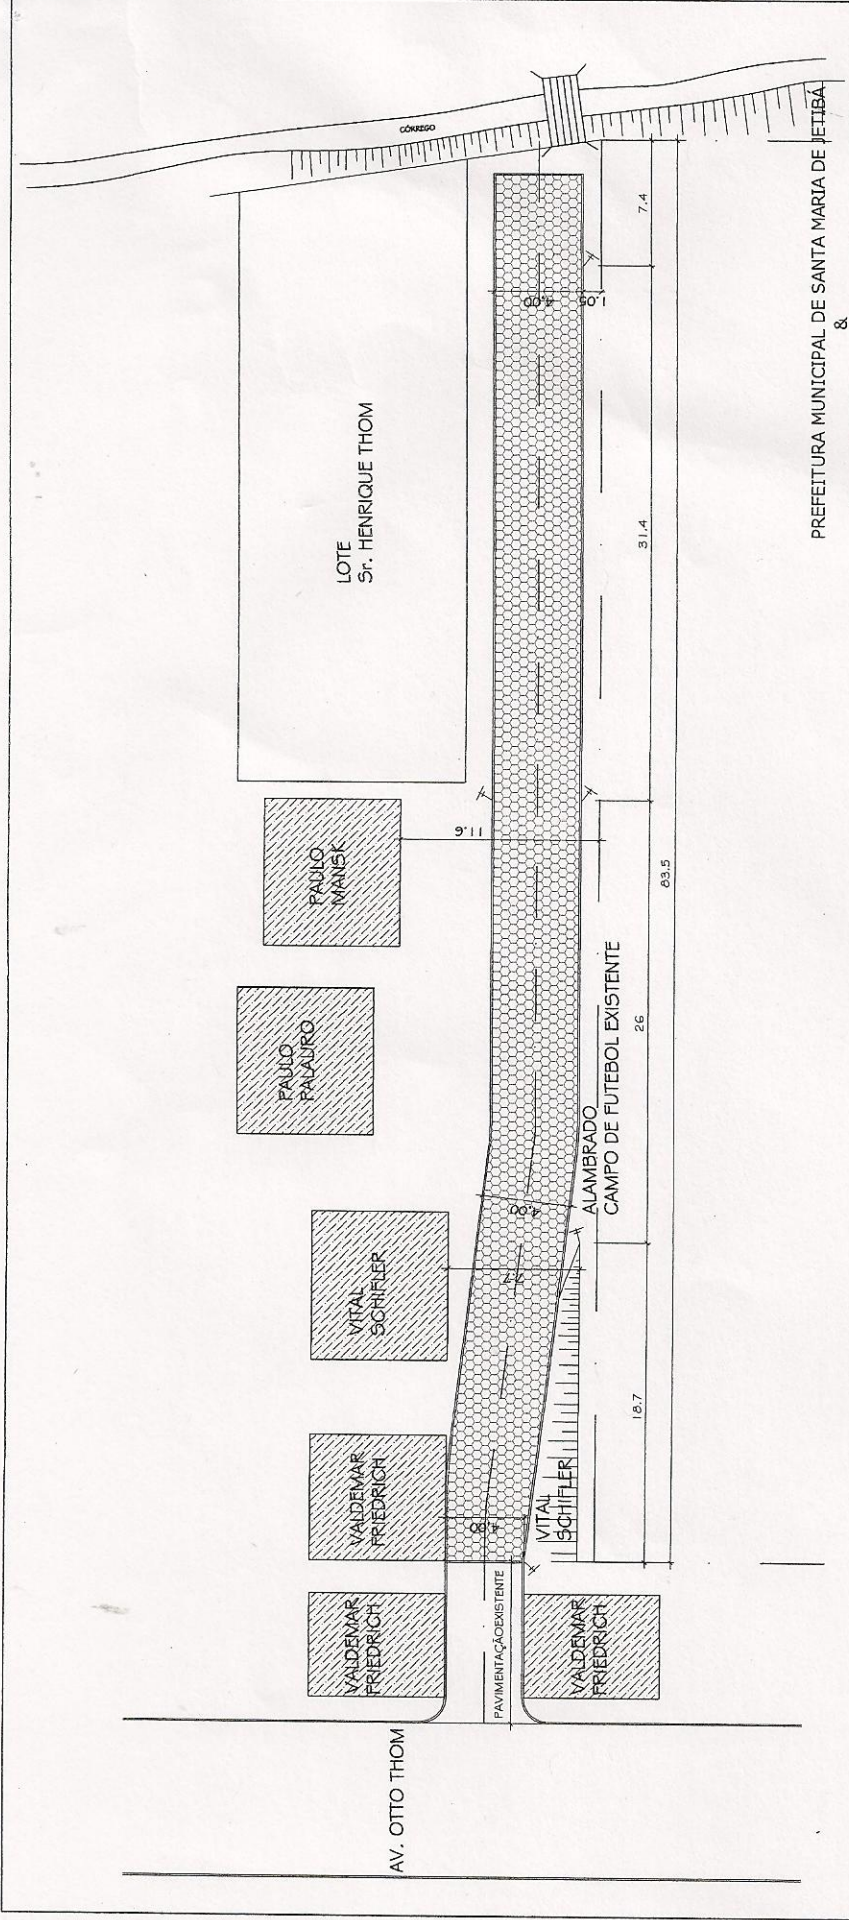 AV. OTTO THOM
VALDEMAR
FRIEDRICH
VALDEMAR
FRIEDRICH
VITAL
SCHIFLER
PAULO
PALAURO
PAULO
MANSK
LOTE
Sr. HENRIQUE THOM
CÓRREGO
PAVIMENTAÇÃO EXISTENTE
4.00
7.7
4.00
11.6
4.00
1.05
VALDEMAR
FRIEDRICH
VITAL
SCHIFLER
ALAMBRADO
CAMPO DE FUTEBOL EXISTENTE
18.7
26
31.4
7.4
83.5
PREFEITURA MUNICIPAL DE SANTA MARIA DE JETIBÁ
&